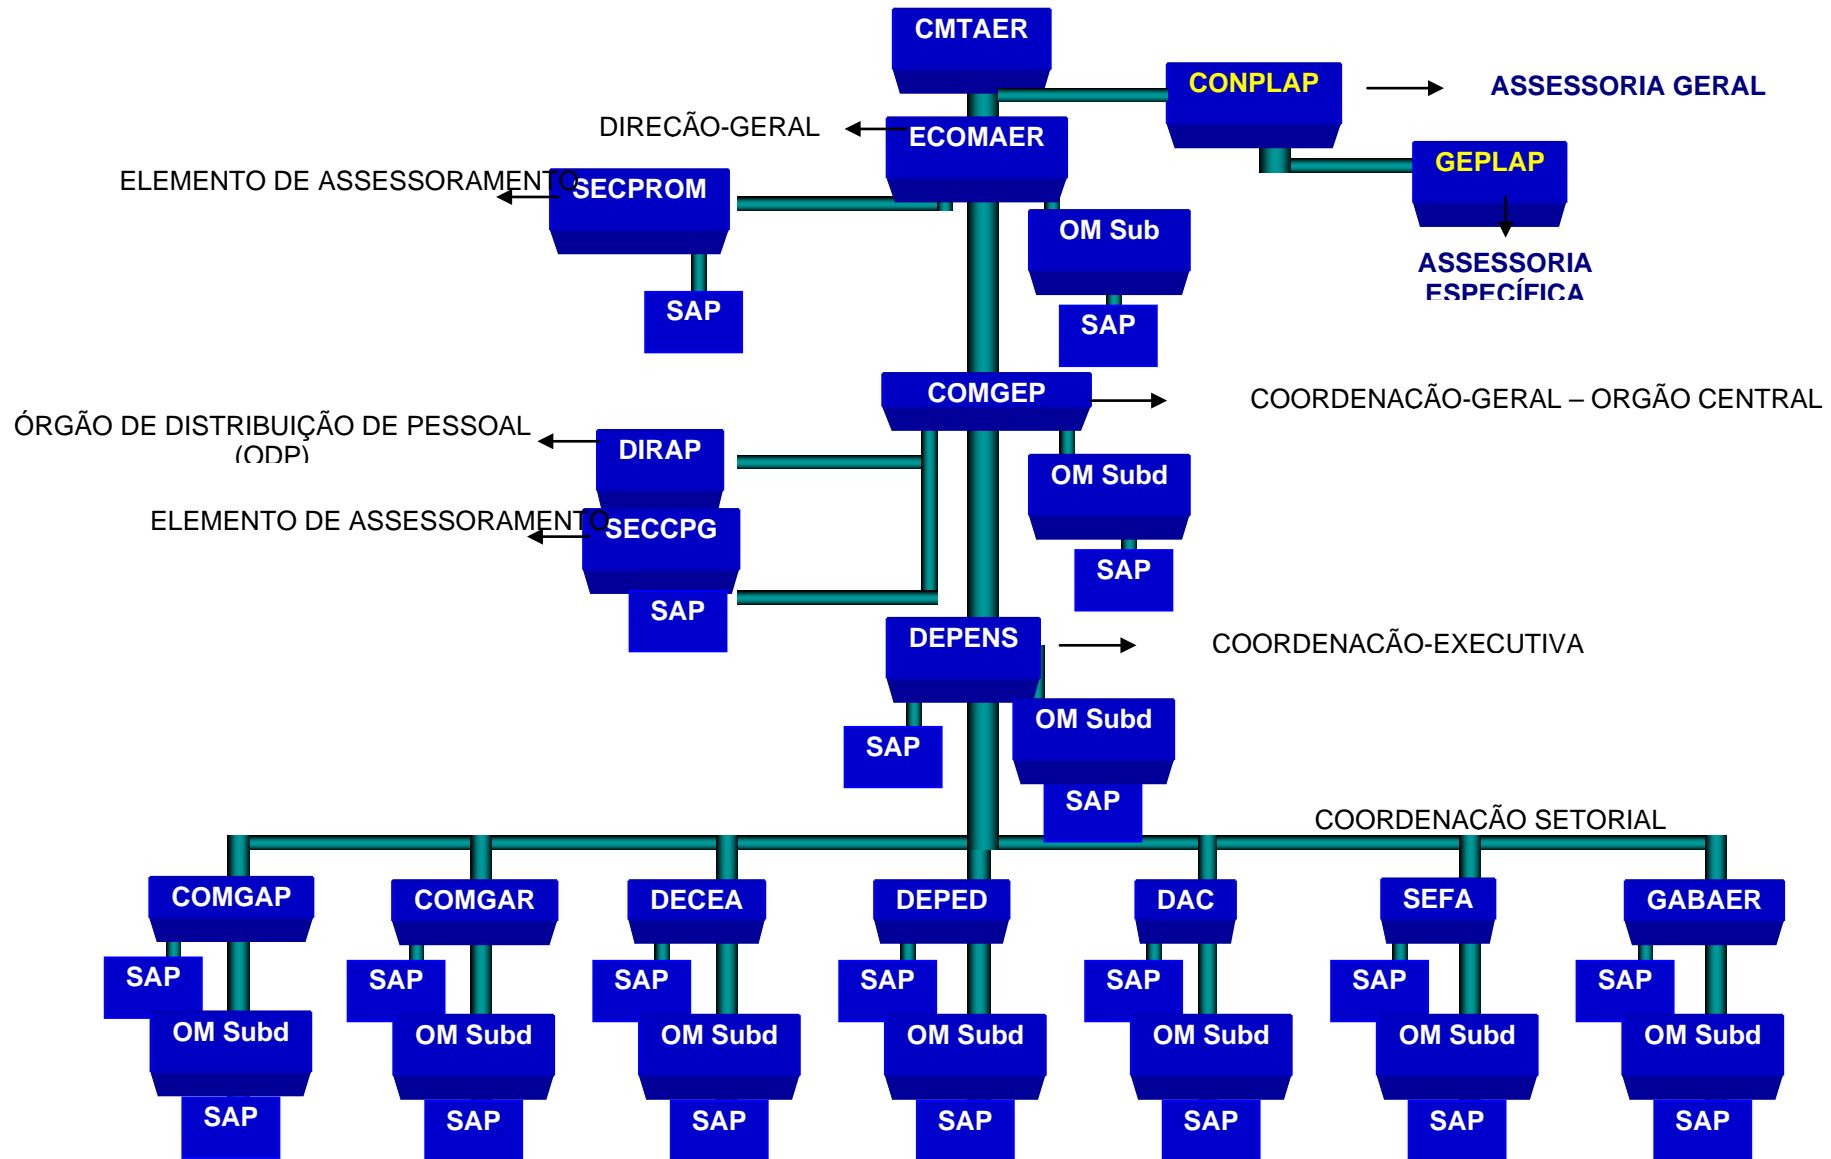 CMTAER
CONPLAP
ASSESSORIA GERAL
DIRECÃO-GERAL
ECOMAER
GEPLAP
ELEMENTO DE ASSESSORAMENTO
SECPROM
OM Sub
ASSESSORIA
ESPECÍFICA
SAP
SAP
COMGEP
COORDENACÃO-GERAL – ORGÃO CENTRAL
ÓRGÃO DE DISTRIBUIÇÃO DE PESSOAL
(ODP)
DIRAP
OM Subd
ELEMENTO DE ASSESSORAMENTO
SECCPG
SAP
SAP
DEPENS
COORDENACÃO-EXECUTIVA
OM Subd
SAP
SAP
COORDENACÃO SETORIAL
COMGAP
COMGAR
DECEA
DEPED
DAC
SEFA
GABAER
SAP
SAP
SAP
SAP
SAP
SAP
SAP
OM Subd
OM Subd
OM Subd
OM Subd
OM Subd
OM Subd
OM Subd
SAP
SAP
SAP
SAP
SAP
SAP
SAP